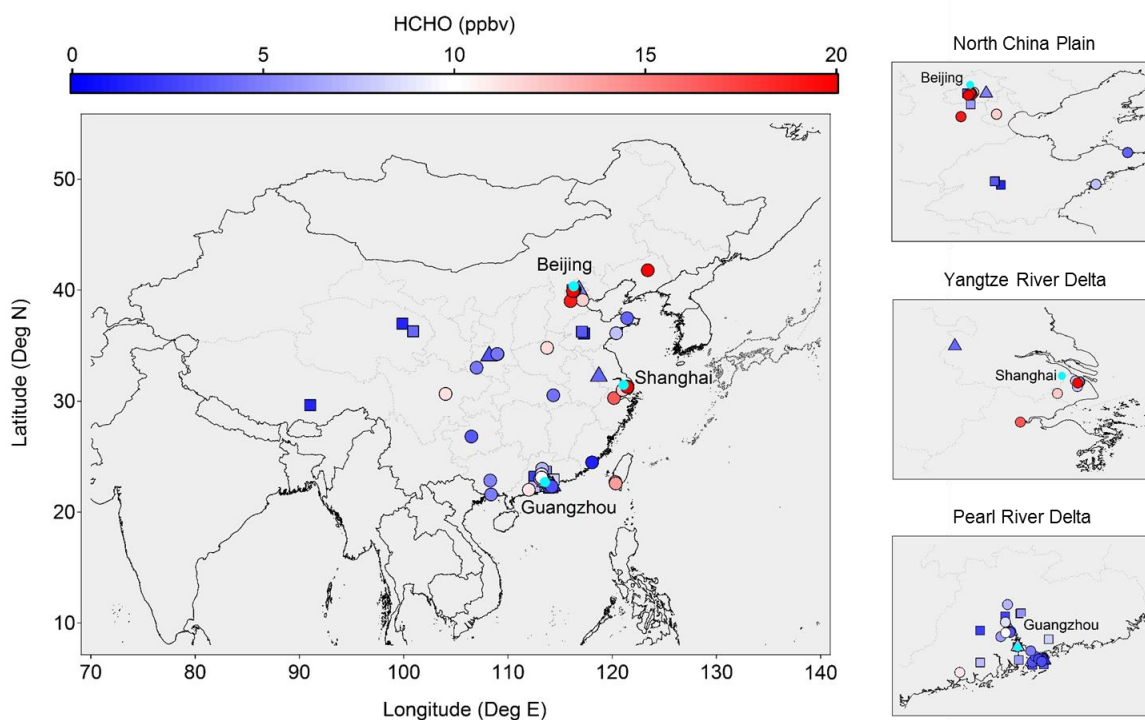 HCHO (ppbv)
0 5 10 15 20
50
40
30
20
10
Latitude (Deg N)
Beijing
Shanghai
Guangzhou
70 80 90 100 110 120 130 140
Longitude (Deg E)
North China Plain
Beijing
Yangtze River Delta
Shanghai
Pearl River Delta
Guangzhou